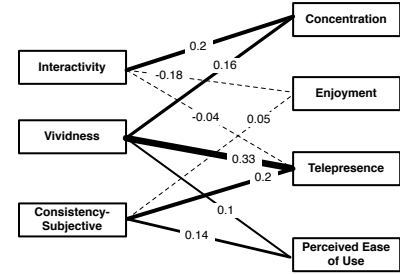 Concentration
0.2
Interactivity
0.16
-0.18
Enjoyment
-0.04
0.05
Vividness
0.33
Telepresence
0.2
0.1
Consistency-
Subjective
0.14
Perceived Ease
of Use